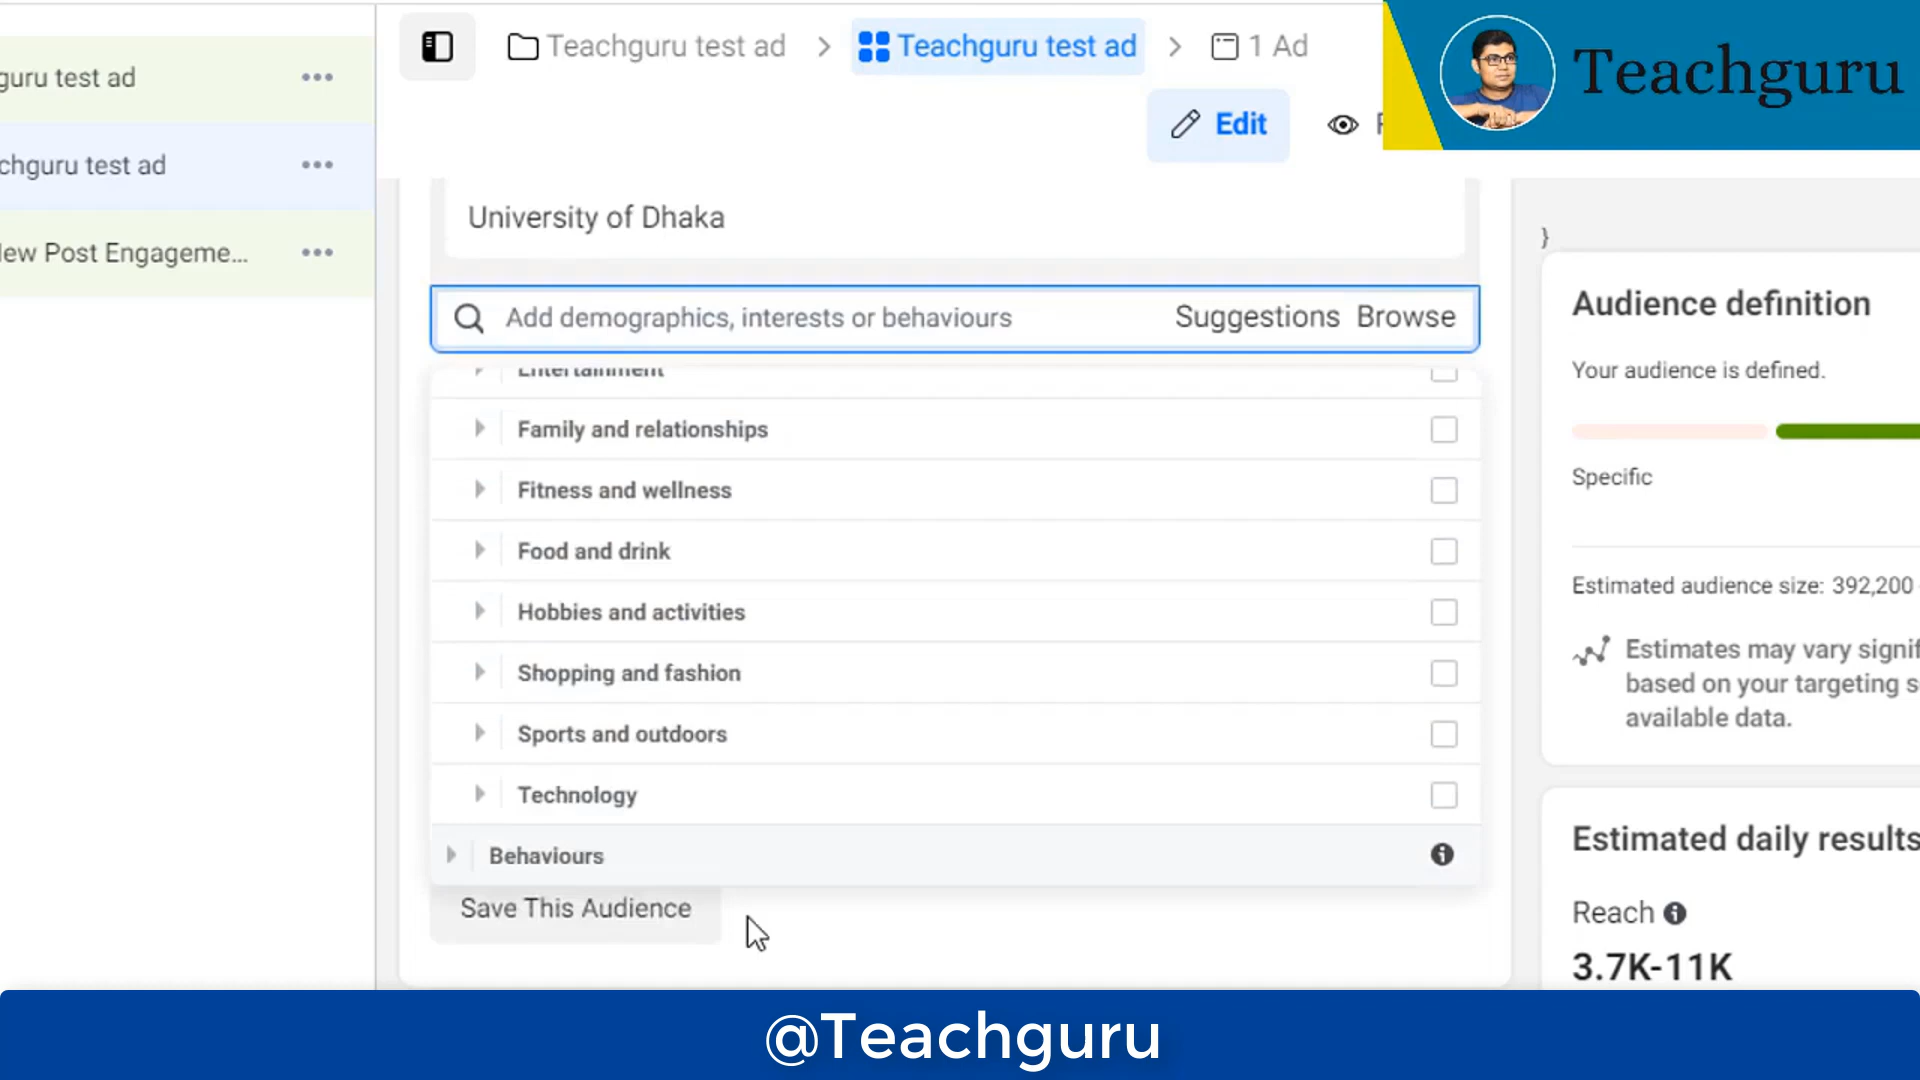 guru test ad
Teachguru test ad
Teachguru test ad
1 Ad
Teachguru
Edit
chguru test ad
University of Dhaka
New Post Engageme...
}
Add demographics, interests or behaviours
Suggestions
Browse
Audience definition
Entertainment
Your audience is defined.
Family and relationships
Specific
Fitness and wellness
Food and drink
Estimated audience size: 392,200
Hobbies and activities
Estimates may vary signif
based on your targeting s
available data.
Shopping and fashion
Sports and outdoors
Technology
Behaviours
Estimated daily results
Save This Audience
Reach
3.7K-11K
@Teachguru